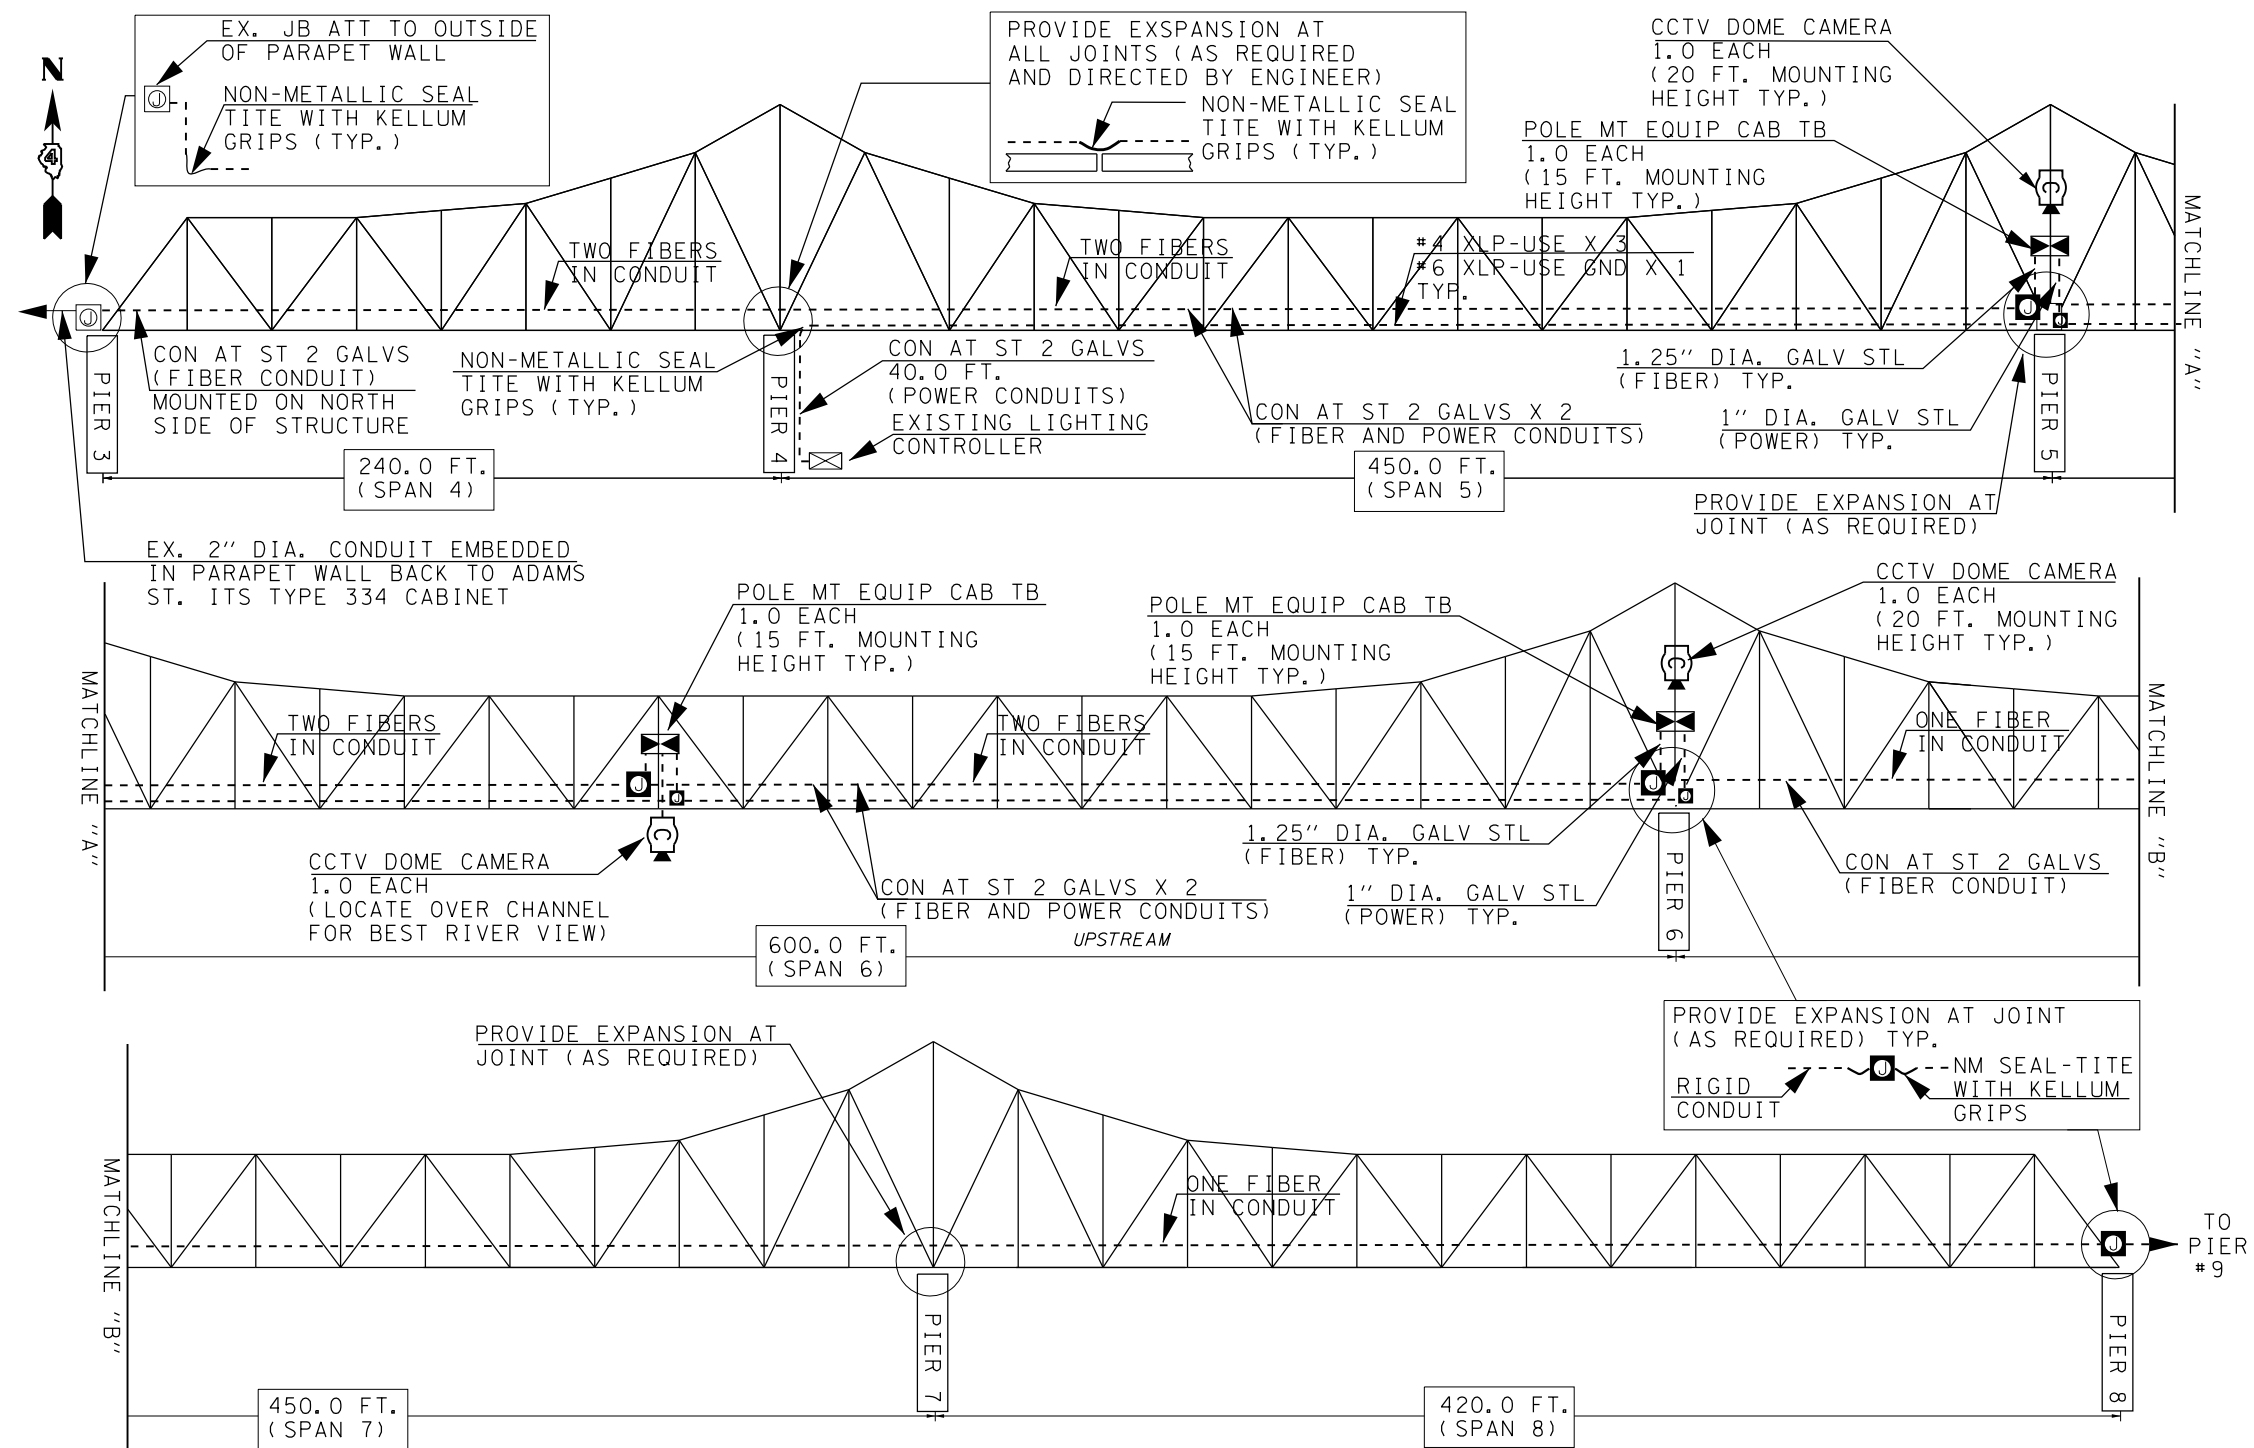 EX. JB ATT TO OUTSIDE
OF PARAPET WALL
J
NON-METALLIC SEAL
TITE WITH KELLUM
GRIPS (TYP.)
N
4
PROVIDE EXSPANSION AT
ALL JOINTS (AS REQUIRED
AND DIRECTED BY ENGINEER)
NON-METALLIC SEAL
TITE WITH KELLUM
GRIPS (TYP.)
CCTV DOME CAMERA
1.0 EACH
(20 FT. MOUNTING
HEIGHT TYP.)
POLE MT EQUIP CAB TB
1.0 EACH
(15 FT. MOUNTING
HEIGHT TYP.)
C
MATCHLINE "A"
TWO FIBERS
IN CONDUIT
TWO FIBERS
IN CONDUIT
#4 XLP-USE X 3
#6 XLP-USE GND X 1
TYP.
J
J
J
CON AT ST 2 GALVS
(FIBER CONDUIT)
MOUNTED ON NORTH
SIDE OF STRUCTURE
NON-METALLIC SEAL
TITE WITH KELLUM
GRIPS (TYP.)
CON AT ST 2 GALVS
40.0 FT.
(POWER CONDUITS)
EXISTING LIGHTING
CONTROLLER
CON AT ST 2 GALVS X 2
(FIBER AND POWER CONDUITS)
1.25" DIA. GALV STL
(FIBER) TYP.
1" DIA. GALV STL
(POWER) TYP.
PIER 3
PIER 4
PIER 5
240.0 FT.
(SPAN 4)
450.0 FT.
(SPAN 5)
PROVIDE EXPANSION AT
JOINT (AS REQUIRED)
EX. 2" DIA. CONDUIT EMBEDDED
IN PARAPET WALL BACK TO ADAMS
ST. ITS TYPE 334 CABINET
POLE MT EQUIP CAB TB
1.0 EACH
(15 FT. MOUNTING
HEIGHT TYP.)
POLE MT EQUIP CAB TB
1.0 EACH
(15 FT. MOUNTING
HEIGHT TYP.)
CCTV DOME CAMERA
1.0 EACH
(20 FT. MOUNTING
HEIGHT TYP.)
C
MATCHLINE "A"
MATCHLINE "B"
TWO FIBERS
IN CONDUIT
TWO FIBERS
IN CONDUIT
ONE FIBER
IN CONDUIT
J
J
J
J
C
CCTV DOME CAMERA
1.0 EACH
(LOCATE OVER CHANNEL
FOR BEST RIVER VIEW)
CON AT ST 2 GALVS X 2
(FIBER AND POWER CONDUITS)
UPSTREAM
1.25" DIA. GALV STL
(FIBER) TYP.
1" DIA. GALV STL
(POWER) TYP.
PIER 6
CON AT ST 2 GALVS
(FIBER CONDUIT)
600.0 FT.
(SPAN 6)
PROVIDE EXPANSION AT JOINT
(AS REQUIRED) TYP.
J
RIGID
CONDUIT
NM SEAL-TITE
WITH KELLUM
GRIPS
PROVIDE EXPANSION AT
JOINT (AS REQUIRED)
MATCHLINE "B"
ONE FIBER
IN CONDUIT
J
TO
PIER
#9
PIER 7
PIER 8
450.0 FT.
(SPAN 7)
420.0 FT.
(SPAN 8)